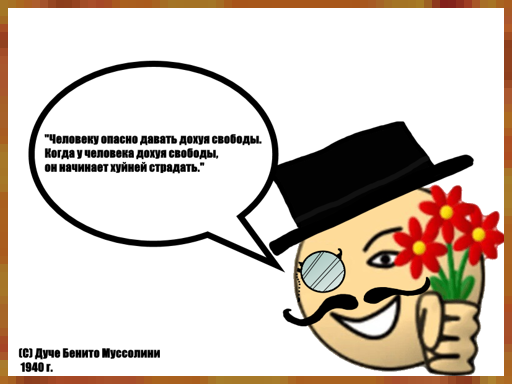 "Человеку опасно давать дохуя свободы.
Когда у человека дохуя свободы,
он начинает хуйней страдать."
(С) Дуче Бенито Муссолини
1940 г.